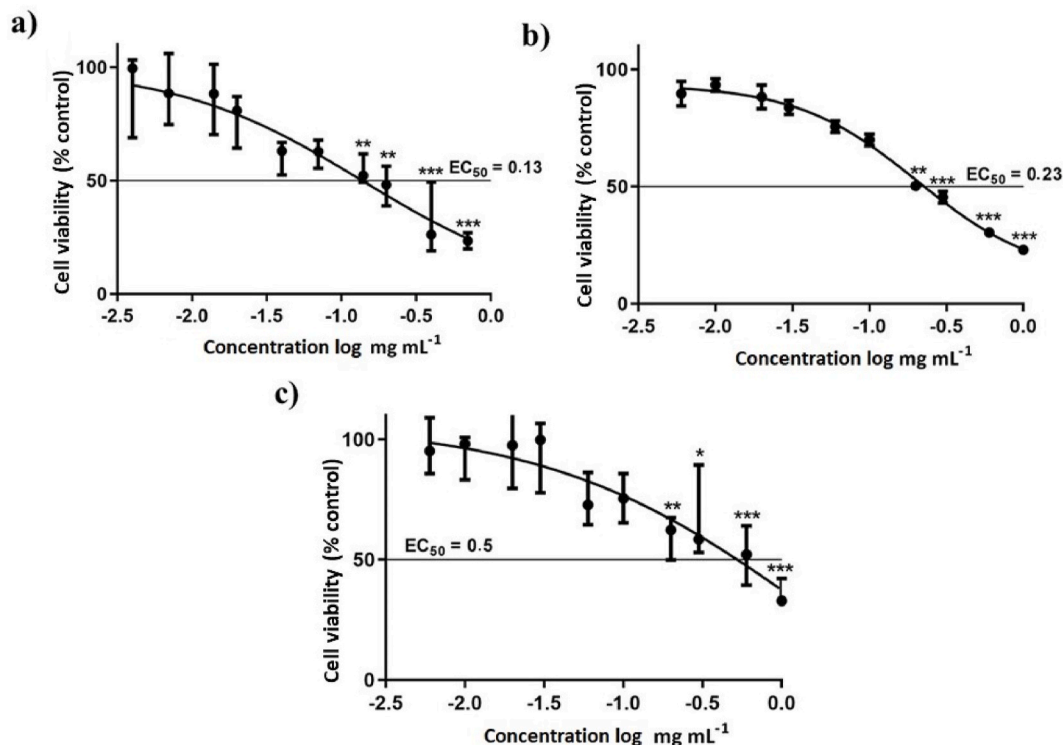 a)
Cell viability (% control)
100
50
0
** ** *** ***
EC₅₀ = 0.13
-2.5 -2.0 -1.5 -1.0 -0.5 0.0
Concentration log mg mL⁻¹
b)
Cell viability (% control)
100
50
0
** *** *** ***
EC₅₀ = 0.23
-2.5 -2.0 -1.5 -1.0 -0.5 0.0
Concentration log mg mL⁻¹
c)
Cell viability (% control)
100
50
0
** * *** ***
EC₅₀ = 0.5
-2.5 -2.0 -1.5 -1.0 -0.5 0.0
Concentration log mg mL⁻¹